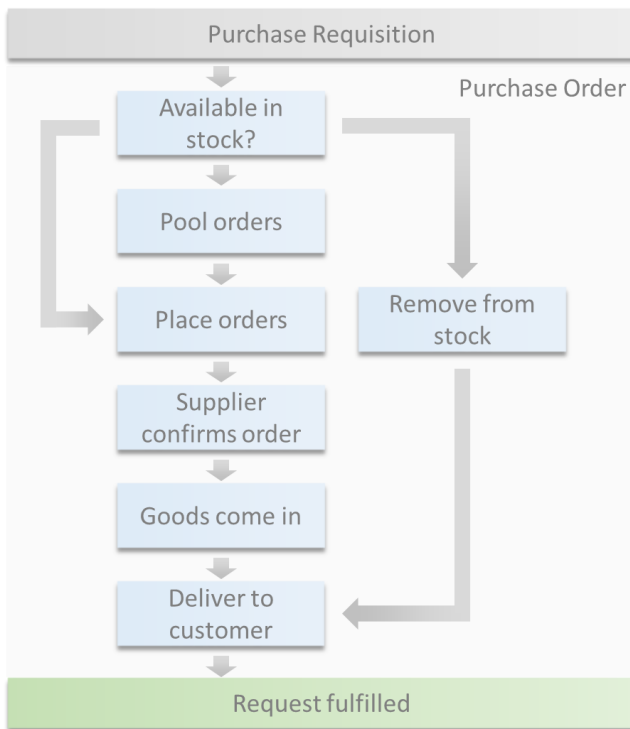 Purchase Requisition
Purchase Order
Available in
stock?
Pool orders
Place orders
Remove from
stock
Supplier
confirms order
Goods come in
Deliver to
customer
Request fulfilled